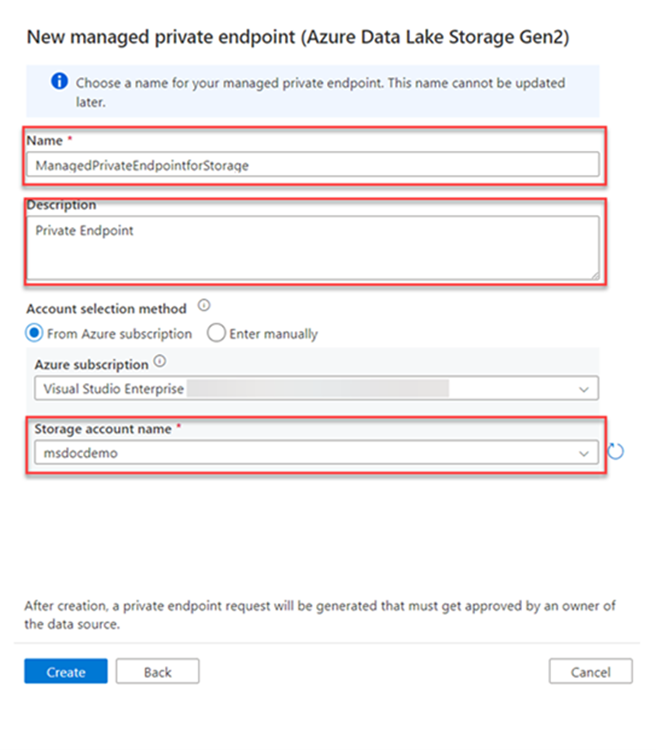 New managed private endpoint (Azure Data Lake Storage Gen2)
Choose a name for your managed private endpoint. This name cannot be updated
later.
Name *
ManagedPrivateEndpointforStorage
Description
Private Endpoint
Account selection method
From Azure subscription Enter manually
Azure subscription
Visual Studio Enterprise
Storage account name *
msdocdemo
After creation, a private endpoint request will be generated that must get approved by an owner of
the data source.
Create Back Cancel